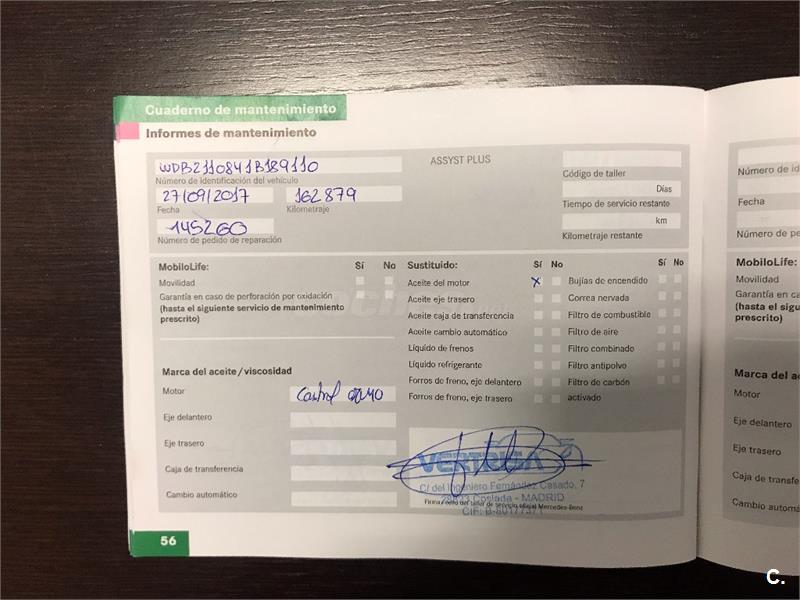 Cuaderno de mantenimiento
Informes de mantenimiento
WDB2110841B189110
Número de identificación del vehículo
27/09/2017 162879
Fecha Kilometraje
145260
Número de pedido de reparación
ASSYST PLUS
Código de taller
Días
Tiempo de servicio restante
km
Kilometraje restante
MobiloLife: Sí No
Movilidad
Garantía en caso de perforación por oxidación
(hasta el siguiente servicio de mantenimiento
prescrito)
Marca del aceite/viscosidad
Motor Castrol
Eje delantero
Eje trasero
Caja de transferencia
Cambio automático
Sustituido: Sí No
Aceite del motor x
Aceite eje trasero
Aceite caja de transferencia
Aceite cambio automático
Líquido de frenos
Líquido refrigerante
Forros de freno, eje delantero
Forros de freno, eje trasero
Sí No
Bujías de encendido
Correa nervada
Filtro de combustible
Filtro de aire
Filtro combinado
Filtro antipolvo
Filtro de carbón
activado
C/ del Ingeniero Fernández Casado, 7
Coslada - MADRID
Firma / sello del taller de servicio oficial Mercedes-Benz
56
Número de id
Fecha
Número de pe
MobiloLife:
Movilidad
Garantía en ca
(hasta el sigu
prescrito)
Marca del ac
Motor
Eje delantero
Eje trasero
Caja de transfe
Cambio automá
C.